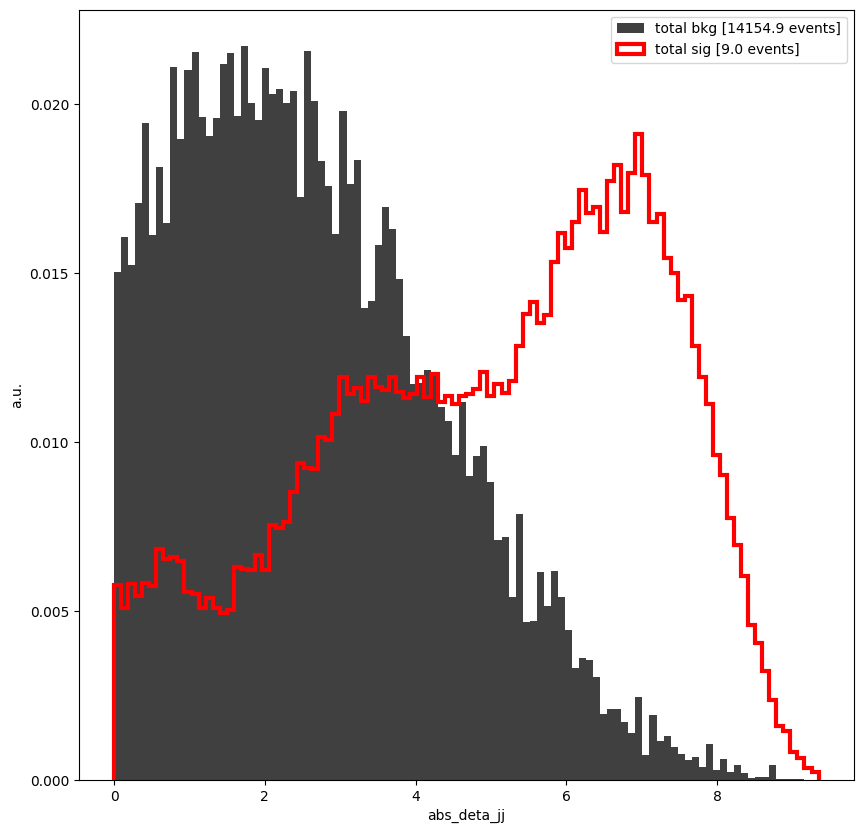 total bkg [14154.9 events]
total sig [9.0 events]
0.020
0.015
0.010
0.005
0.000
a.u.
0 2 4 6 8
abs_deta_jj